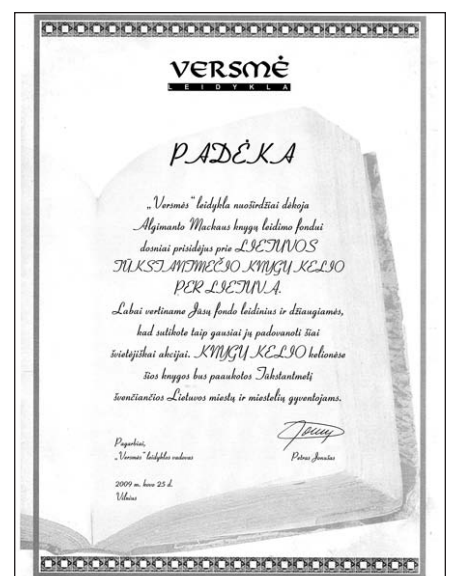 VERSMĖ
LEIDYKLA
PADĖKA
„Versmės" leidykla nuoširdžiai dėkoja
Algimanto Mackaus knygų leidimo fondui
dosniai prisidėjus prie LIETUVOS
TŪKSTANTMEČIO KNYGŲ KELIO
PER LIETUVĄ.
Labai vertiname Jūsų fondo leidinius ir džiaugiamės,
kad sutikote taip gausiai jų padovanoti šiai
švietėjiškai akcijai. KNYGŲ KELIO kelionėse
šios knygos bus paaukotos Tūkstantmetį
švenčiančios Lietuvos miestų ir miestelių gyventojams.
Pagarbiai,
„Versmės" leidyklos vadovas
Petras Jonušas
2009 m. kovo 25 d.
Vilnius